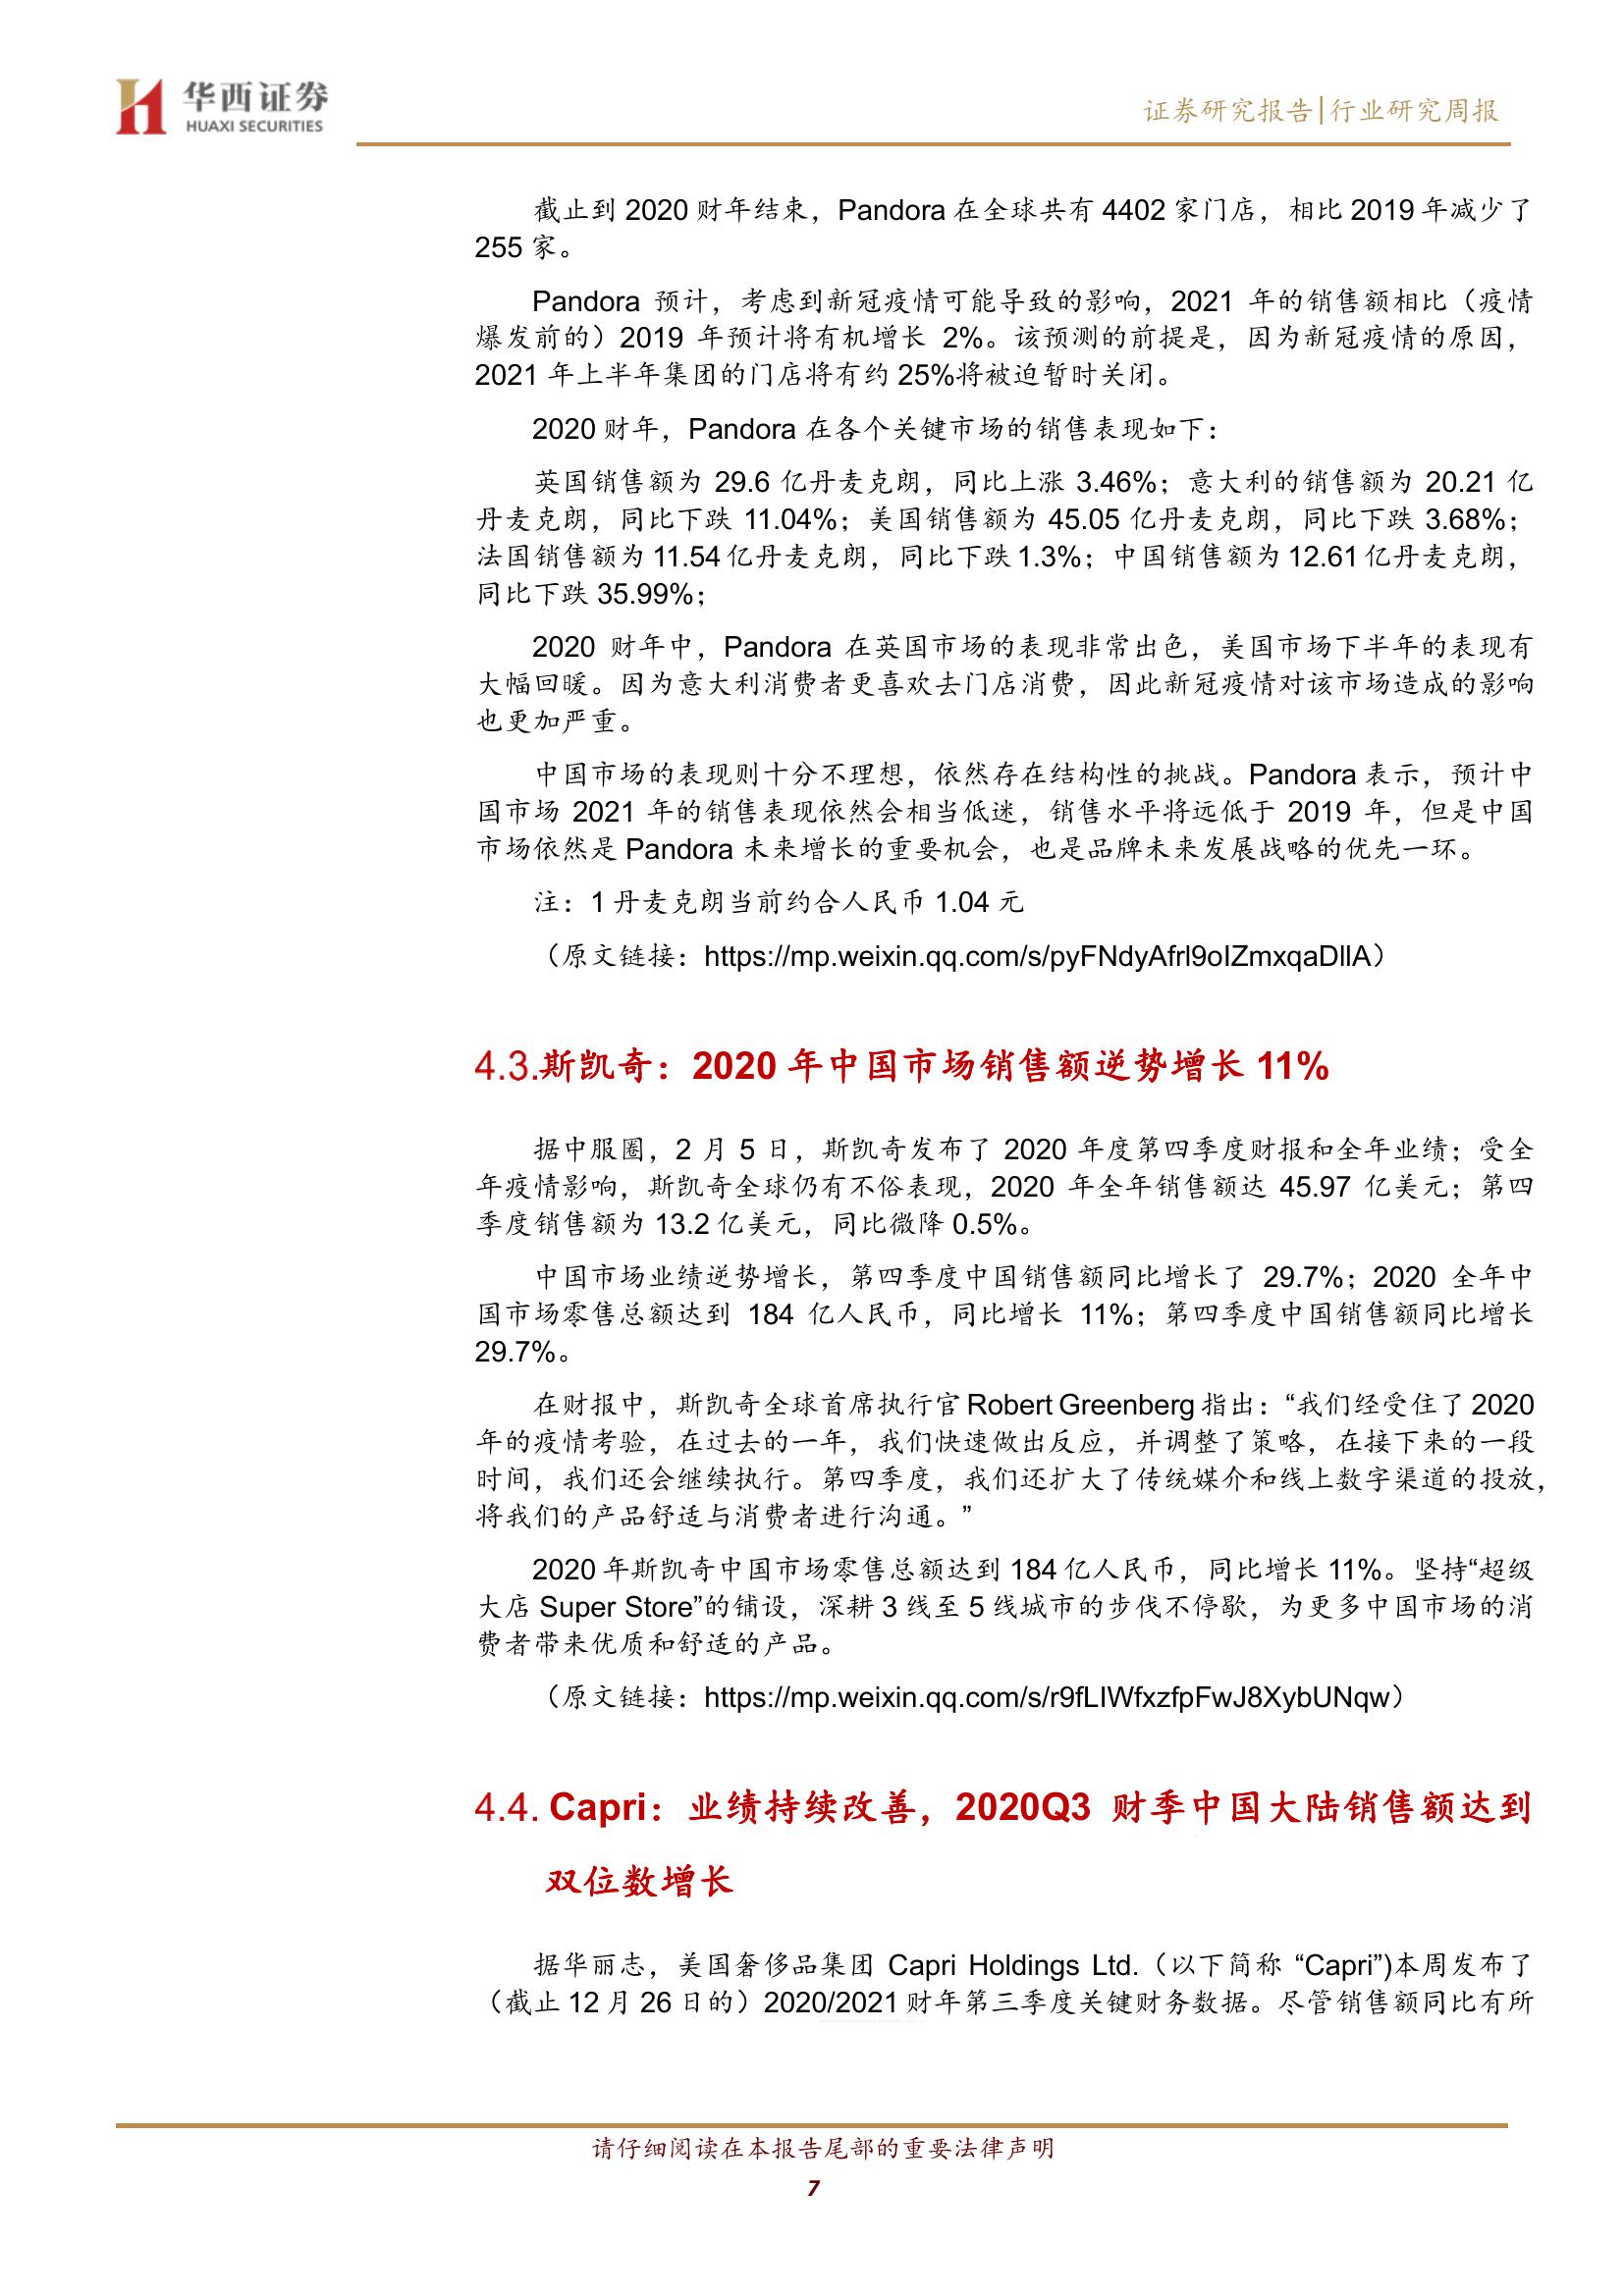 华西证券
HUAXI SECURITIES
证券研究报告|行业研究周报
截止到 2020 财年结束，Pandora 在全球共有 4402 家门店，相比 2019 年减少了
255 家。
Pandora 预计，考虑到新冠疫情可能导致的影响，2021 年的销售额相比（疫情
爆发前的）2019 年预计将有机增长 2%。该预测的前提是，因为新冠疫情的原因，
2021 年上半年集团的门店将有约 25%将被迫暂时关闭。
2020 财年，Pandora 在各个关键市场的销售表现如下：
英国销售额为 29.6 亿丹麦克朗，同比上涨 3.46%；意大利的销售额为 20.21 亿
丹麦克朗，同比下跌 11.04%；美国销售额为 45.05 亿丹麦克朗，同比下跌 3.68%；
法国销售额为 11.54 亿丹麦克朗，同比下跌 1.3%；中国销售额为 12.61 亿丹麦克朗，
同比下跌 35.99%；
2020 财年中，Pandora 在英国市场的表现非常出色，美国市场下半年的表现有
大幅回暖。因为意大利消费者更喜欢去门店消费，因此新冠疫情对该市场造成的影响
也更加严重。
中国市场的表现则十分不理想，依然存在结构性的挑战。Pandora 表示，预计中
国市场 2021 年的销售表现依然会相当低迷，销售水平将远低于 2019 年，但是中国
市场依然是 Pandora 未来增长的重要机会，也是品牌未来发展战略的优先一环。
注：1 丹麦克朗当前约合人民币 1.04 元
（原文链接：https://mp.weixin.qq.com/s/pyFNdyAfrl9oIZmxqaDllA）
4.3.斯凯奇：2020 年中国市场销售额逆势增长 11%
据中服圈，2 月 5 日，斯凯奇发布了 2020 年度第四季度财报和全年业绩；受全
年疫情影响，斯凯奇全球仍有不俗表现，2020 年全年销售额达 45.97 亿美元；第四
季度销售额为 13.2 亿美元，同比微降 0.5%。
中国市场业绩逆势增长，第四季度中国销售额同比增长了 29.7%；2020 全年中
国市场零售总额达到 184 亿人民币，同比增长 11%；第四季度中国销售额同比增长
29.7%。
在财报中，斯凯奇全球首席执行官 Robert Greenberg 指出：“我们经受住了 2020
年的疫情考验，在过去的一年，我们快速做出反应，并调整了策略，在接下来的一段
时间，我们还会继续执行。第四季度，我们还扩大了传统媒介和线上数字渠道的投放，
将我们的产品舒适与消费者进行沟通。”
2020 年斯凯奇中国市场零售总额达到 184 亿人民币，同比增长 11%。坚持“超级
大店 Super Store”的铺设，深耕 3 线至 5 线城市的步伐不停歇，为更多中国市场的消
费者带来优质和舒适的产品。
（原文链接：https://mp.weixin.qq.com/s/r9fLIWfxzfpFwJ8XybUNqw）
4.4. Capri：业绩持续改善，2020Q3 财季中国大陆销售额达到
双位数增长
据华丽志，美国奢侈品集团 Capri Holdings Ltd.（以下简称 “Capri”)本周发布了
（截止 12 月 26 日的）2020/2021 财年第三季度关键财务数据。尽管销售额同比有所
请仔细阅读在本报告尾部的重要法律声明
7